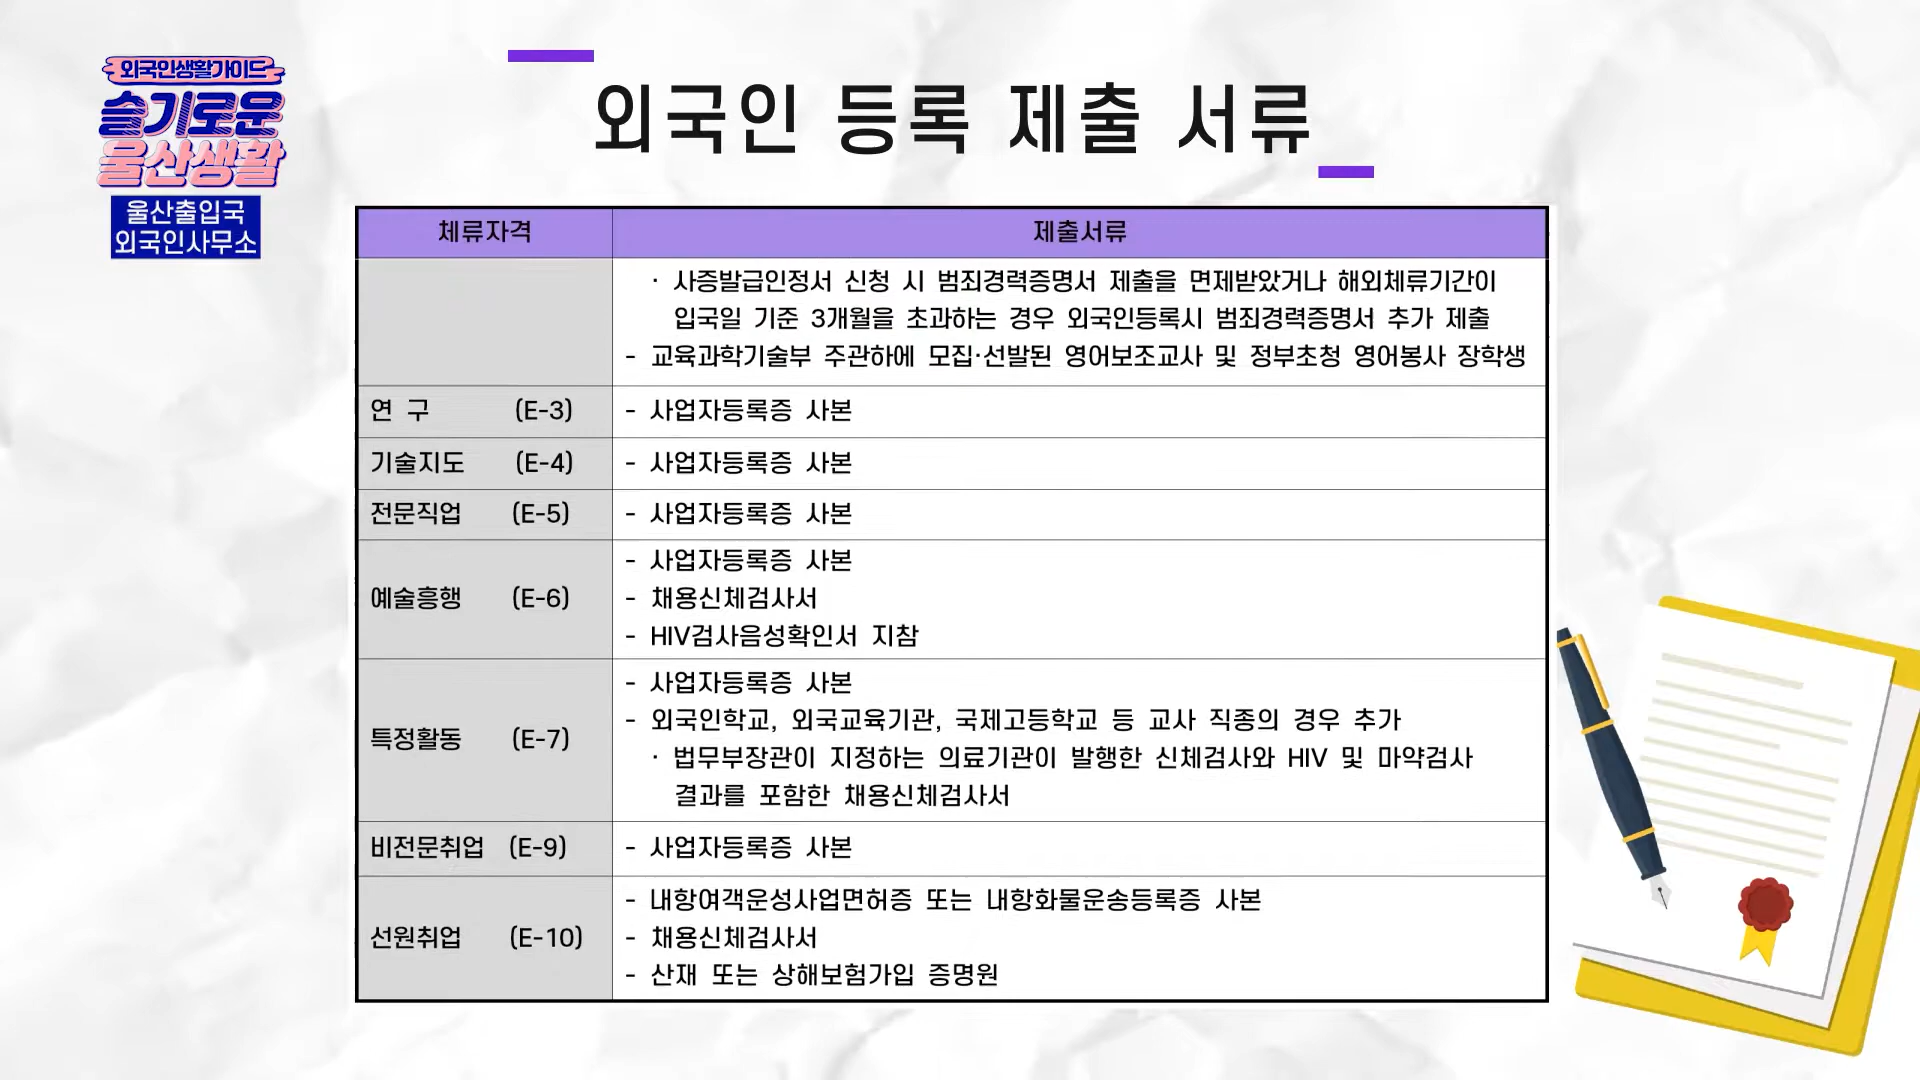 외국인생활가이드
슬기로운
울산생활
울산출입국
외국인사무소
외국인 등록 제출 서류
체류자격 제출서류
· 사증발급인정서 신청 시 범죄경력증명서 제출을 면제받았거나 해외체류기간이
입국일 기준 3개월을 초과하는 경우 외국인등록시 범죄경력증명서 추가 제출
- 교육과학기술부 주관하에 모집·선발된 영어보조교사 및 정부초청 영어봉사 장학생
연 구 (E-3) - 사업자등록증 사본
기술지도 (E-4) - 사업자등록증 사본
전문직업 (E-5) - 사업자등록증 사본
예술흥행 (E-6)
- 사업자등록증 사본
- 채용신체검사서
- HIV검사음성확인서 지참
특정활동 (E-7)
- 사업자등록증 사본
- 외국인학교, 외국교육기관, 국제고등학교 등 교사 직종의 경우 추가
· 법무부장관이 지정하는 의료기관이 발행한 신체검사와 HIV 및 마약검사
결과를 포함한 채용신체검사서
비전문취업 (E-9) - 사업자등록증 사본
선원취업 (E-10)
- 내항여객운성사업면허증 또는 내항화물운송등록증 사본
- 채용신체검사서
- 산재 또는 상해보험가입 증명원